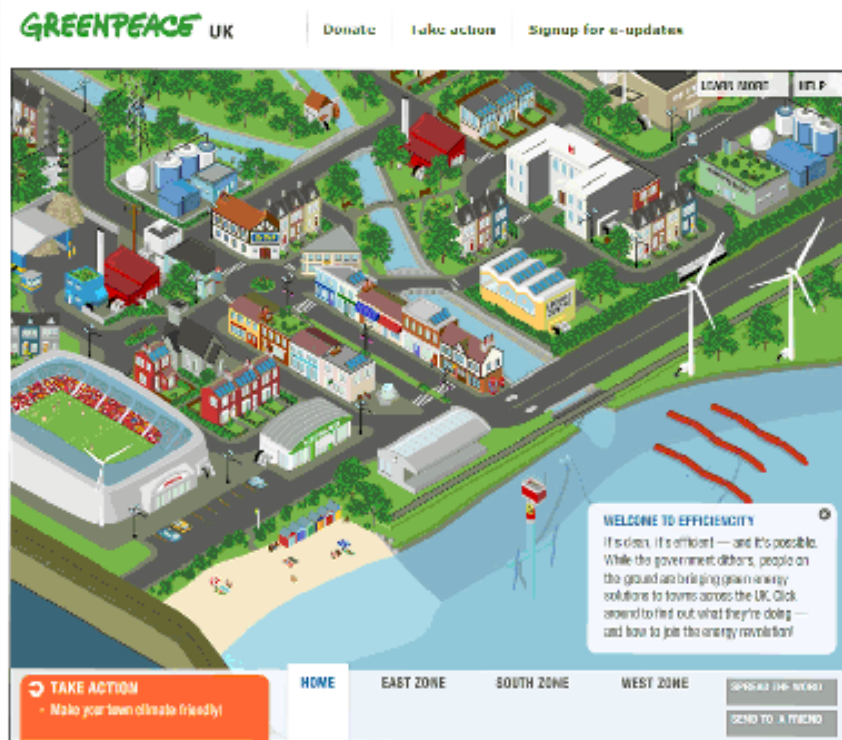 GREENPEACE UK
Donate
Take action
Signup for e-updates
LEARN MORE
HELP
WELCOME TO EFFICIENCITY
It's clean, it's efficient — and it's possible.
While the government dithers, people on
the ground are bringing green energy
solutions to towns across the UK. Click
around to find out what they're doing —
and how to join the energy revolution!
TAKE ACTION
- Make your town climate friendly!
HOME
EAST ZONE
SOUTH ZONE
WEST ZONE
SPREAD THE WORD
SEND TO A FRIEND